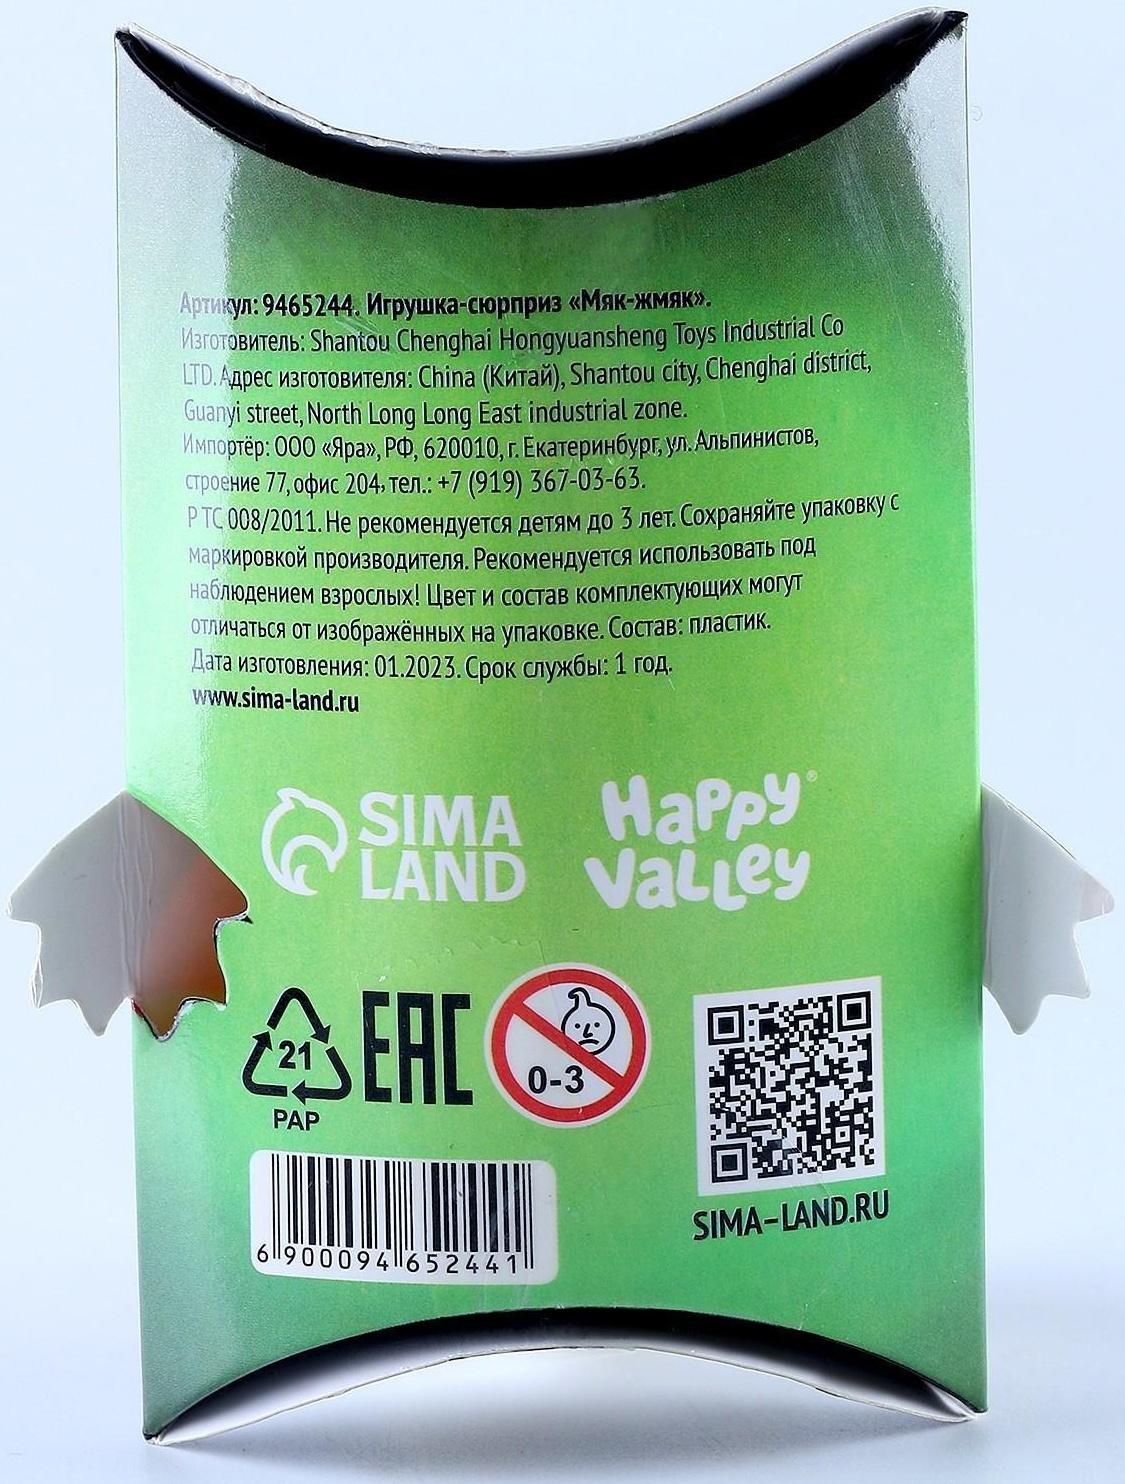 Артикул: 9465244. Игрушка-сюрприз «Мяк-жмяк».
Изготовитель: Shantou Chenghai Hongyuansheng Toys Industrial Co
LTD. Адрес изготовителя: China (Китай), Shantou city, Chenghai district,
Guanyi street, North Long Long East industrial zone.
Импортёр: ООО «Яра», РФ, 620010, г. Екатеринбург, ул. Альпинистов,
строение 77, офис 204, тел.: +7 (919) 367-03-63.
Р ТС 008/2011. Не рекомендуется детям до 3 лет. Сохраняйте упаковку с
маркировкой производителя. Рекомендуется использовать под
наблюдением взрослых! Цвет и состав комплектующих могут
отличаться от изображённых на упаковке. Состав: пластик.
Дата изготовления: 01.2023. Срок службы: 1 год.
www.sima-land.ru
SIMA
LAND
Happy
Valley®
21
PAP
EAC
0-3
SIMA-LAND.RU
6 900094 652441